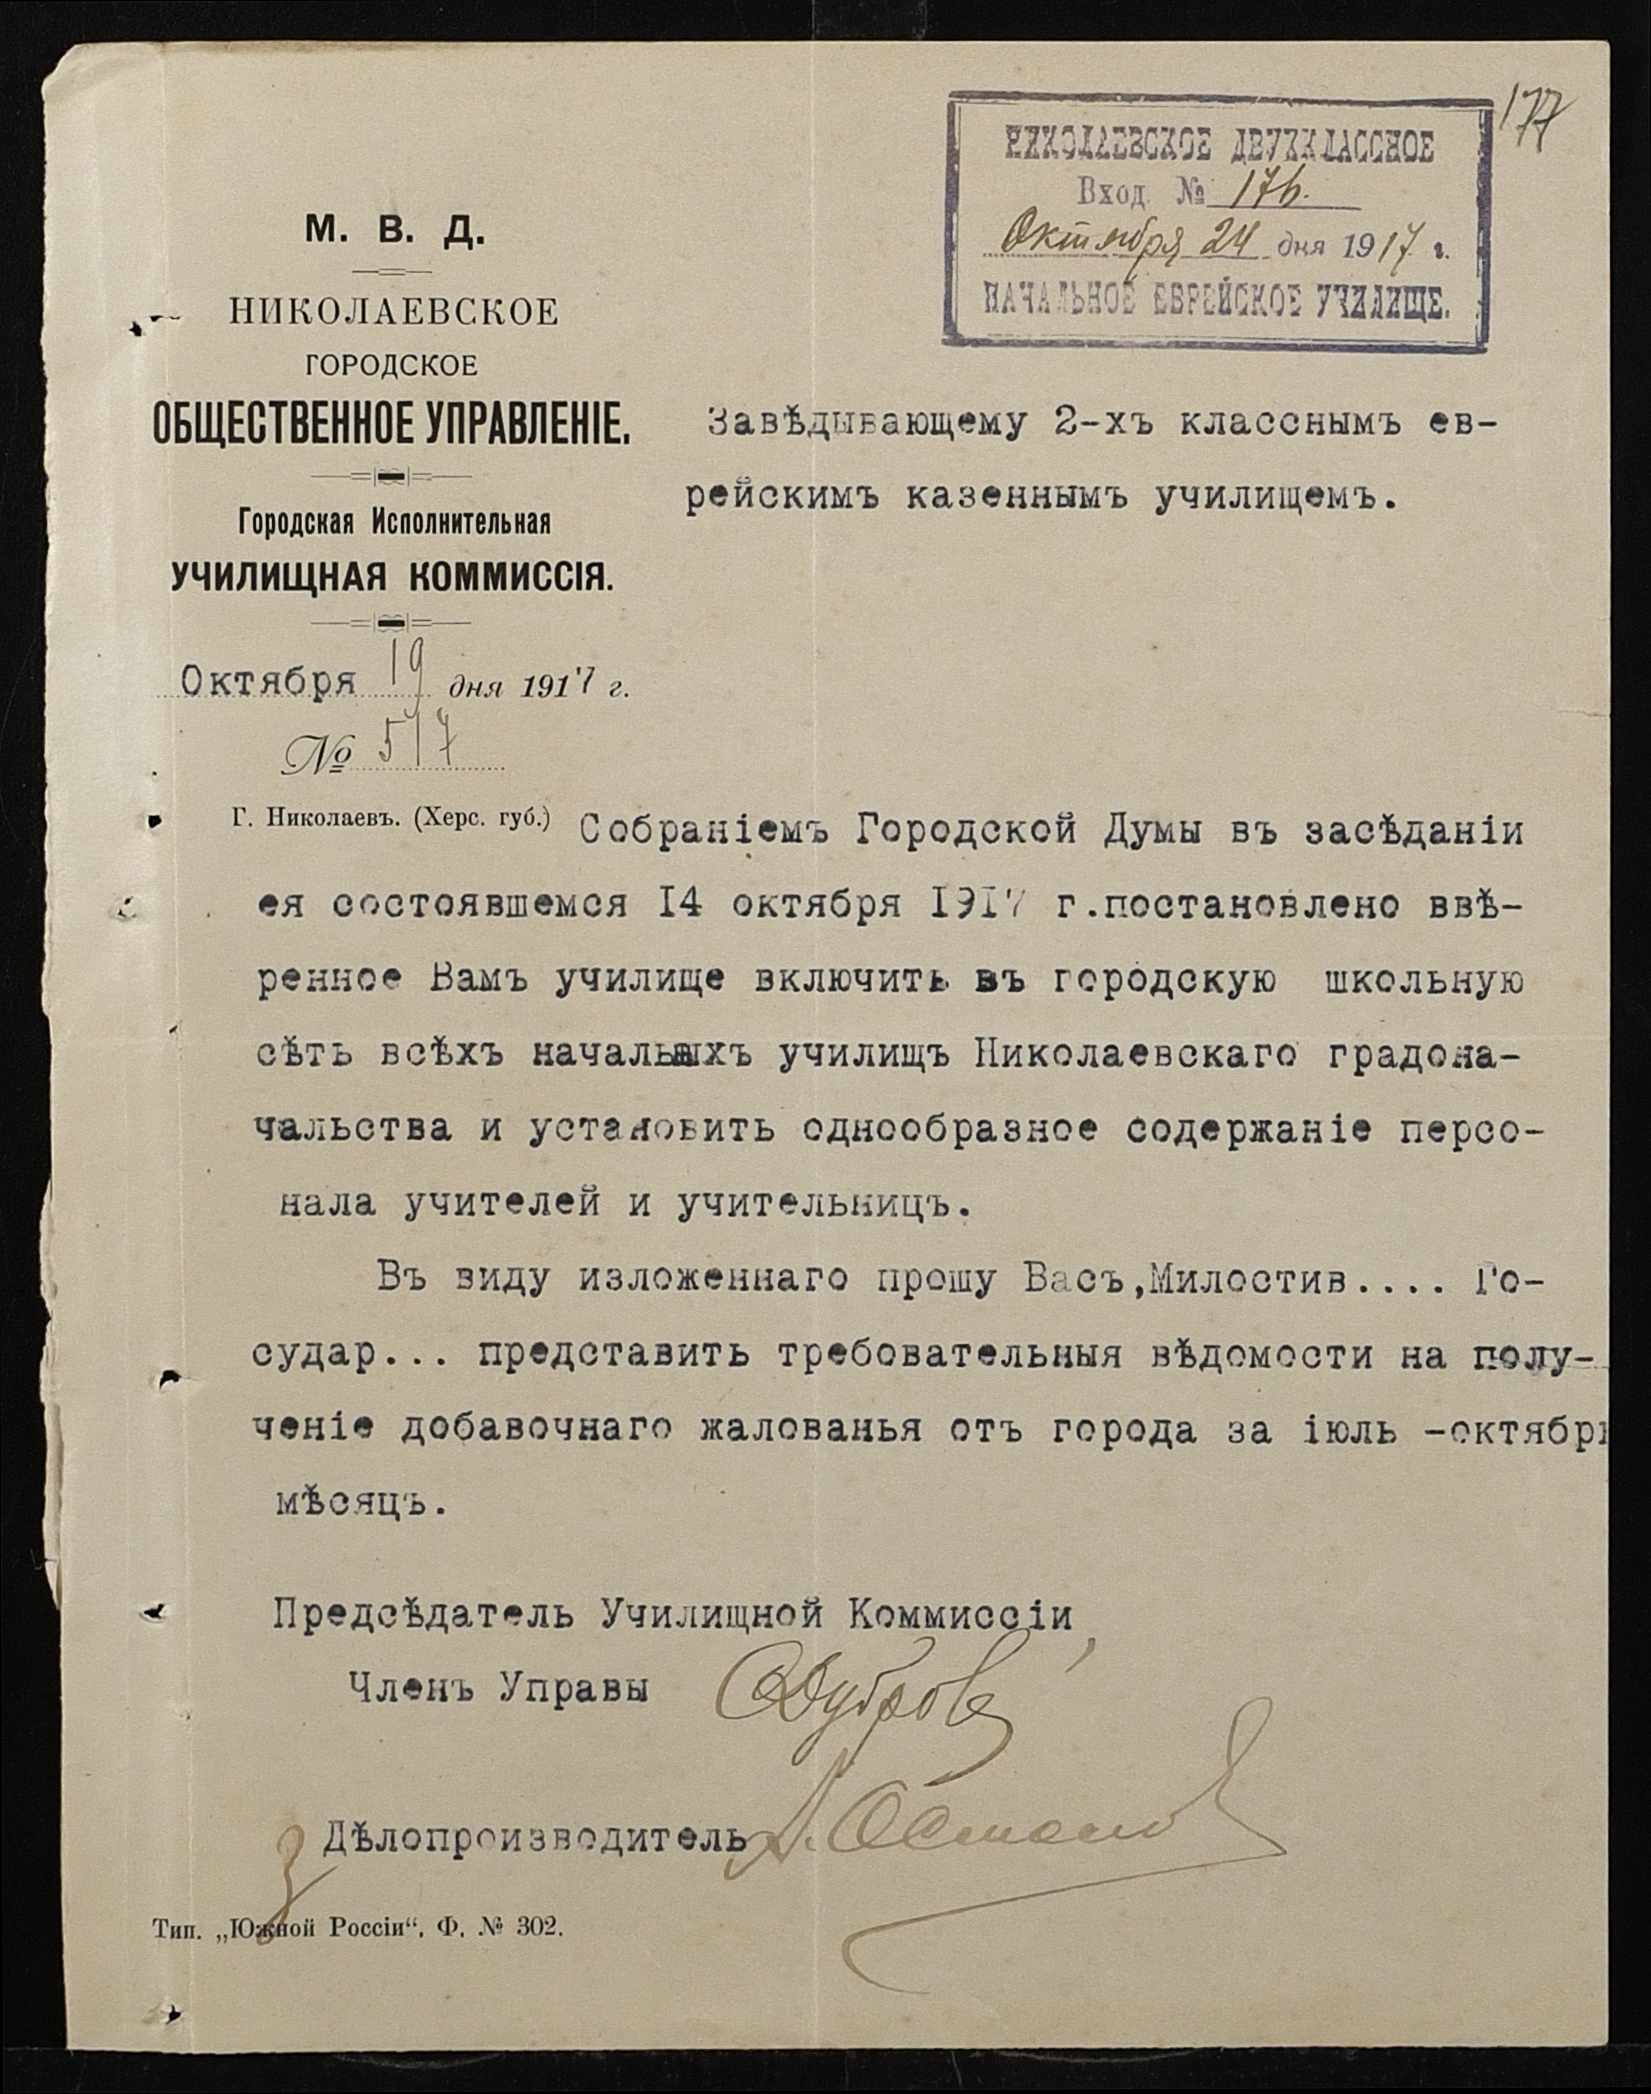 177
НИКОЛАЕВСКОЕ ДВУХКЛАССНОЕ
Вход. № 176.
Октября 24 дня 1917 г.
НАЧАЛЬНОЕ ЕВРЕЙСКОЕ УЧИЛИЩЕ.
М. В. Д.
НИКОЛАЕВСКОЕ
ГОРОДСКОЕ
ОБЩЕСТВЕННОЕ УПРАВЛЕНІЕ.
Городская Исполнительная
УЧИЛИЩНАЯ КОММИССІЯ.
Октября 19 дня 1917 г.
№ 517
Г. Николаевъ. (Херс. губ.)
Завѣдывающему 2-хъ класснымъ ев-
рейскимъ казеннымъ училищемъ.
Собраніемъ Городской Думы въ засѣданіи
ея состоявшемся 14 октября 1917 г.постановлено ввѣ-
ренное Вамъ училище включить въ городскую школьную
сѣть всѣхъ начальныхъ училищъ Николаевскаго градона-
чальства и установить однообразное содержаніе персо-
нала учителей и учительницъ.
Въ виду изложеннаго прошу Васъ,Милостив.... Го-
судар... представить требовательныя вѣдомости на полу-
ченіе добавочнаго жалованья отъ города за іюль -октябрь
мѣсяцъ.
Предсѣдатель Училищной Коммиссіи,
Членъ Управы
Дѣлопроизводитель
Тип. „Южной Россіи“. Ф. № 302.